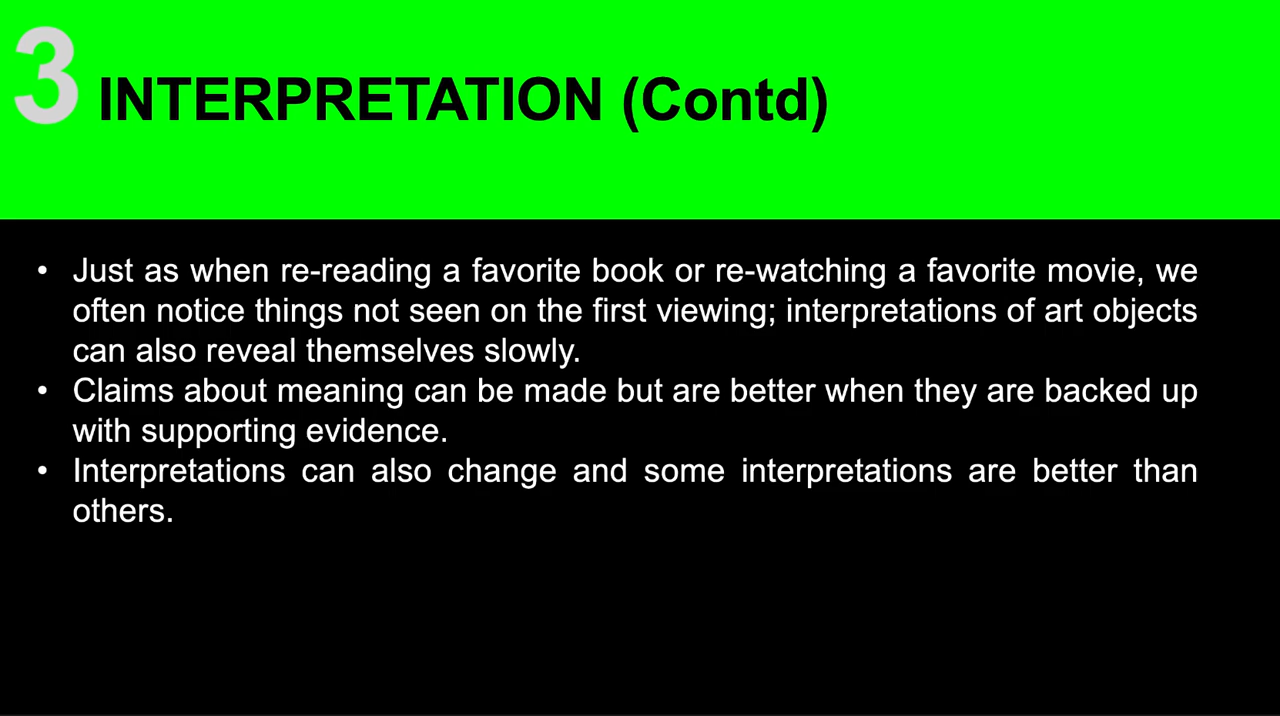 3 INTERPRETATION (Contd)
• Just as when re-reading a favorite book or re-watching a favorite movie, we
often notice things not seen on the first viewing; interpretations of art objects
can also reveal themselves slowly.
• Claims about meaning can be made but are better when they are backed up
with supporting evidence.
• Interpretations can also change and some interpretations are better than
others.